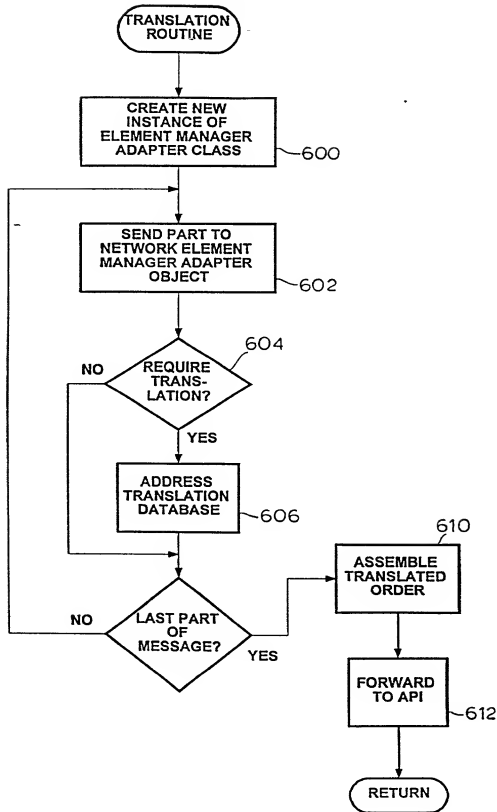 TRANSLATION
ROUTINE
CREATE NEW
INSTANCE OF
ELEMENT MANAGER
ADAPTER CLASS
600
SEND PART TO
NETWORK ELEMENT
MANAGER ADAPTER
OBJECT
602
604
NO
REQUIRE
TRANS-
LATION?
YES
ADDRESS
TRANSLATION
DATABASE
606
NO
LAST PART
OF
MESSAGE?
YES
610
ASSEMBLE
TRANSLATED
ORDER
FORWARD
TO API
612
RETURN